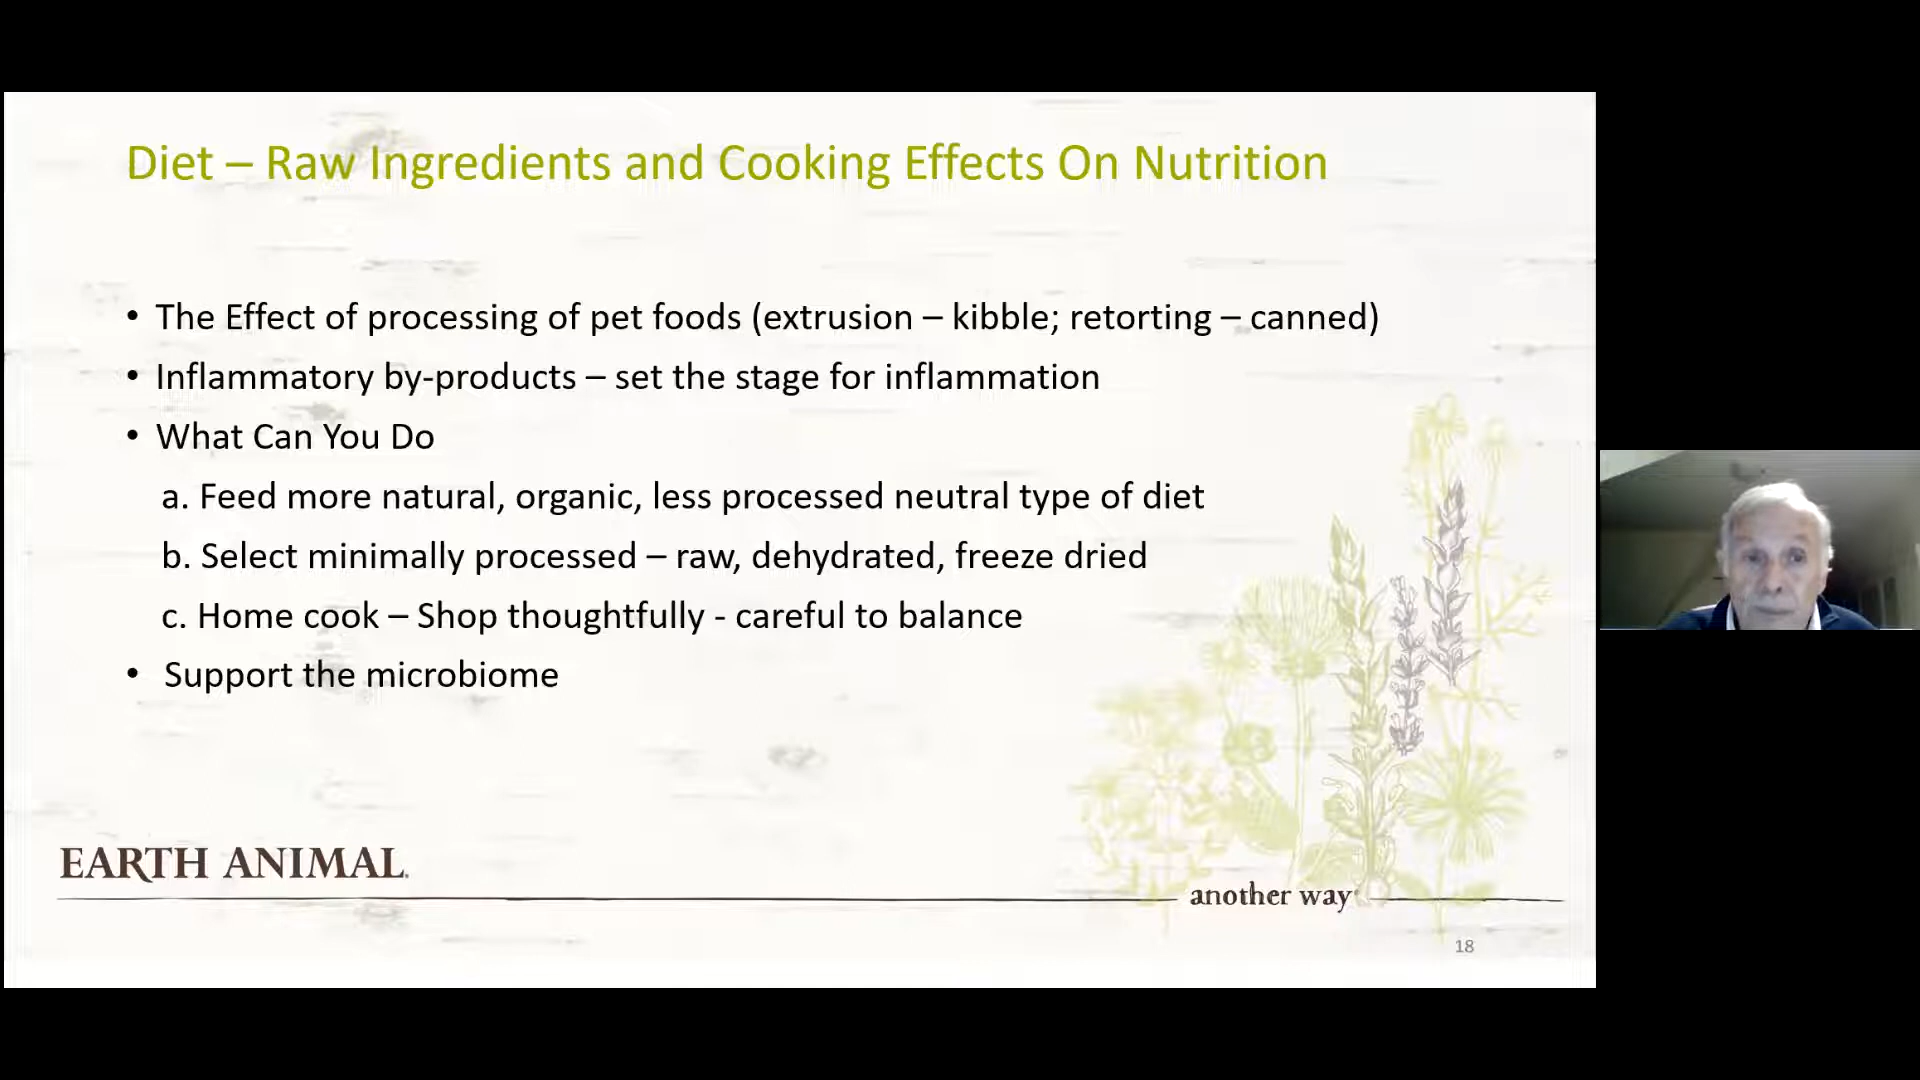 Diet – Raw Ingredients and Cooking Effects On Nutrition
• The Effect of processing of pet foods (extrusion – kibble; retorting – canned)
• Inflammatory by-products – set the stage for inflammation
• What Can You Do
a. Feed more natural, organic, less processed neutral type of diet
b. Select minimally processed – raw, dehydrated, freeze dried
c. Home cook – Shop thoughtfully - careful to balance
• Support the microbiome
EARTH ANIMAL
another way
18